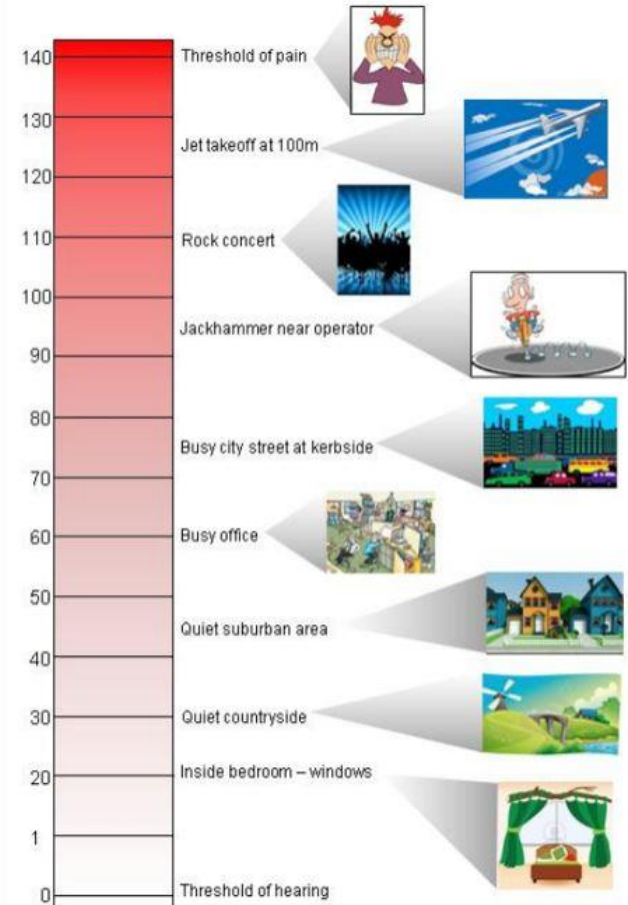 140 Threshold of pain
130
Jet takeoff at 100m
120
110 Rock concert
100
Jackhammer near operator
90
80
Busy city street at kerbside
70
60 Busy office
50
Quiet suburban area
40
30 Quiet countryside
20 Inside bedroom – windows
1
0 Threshold of hearing